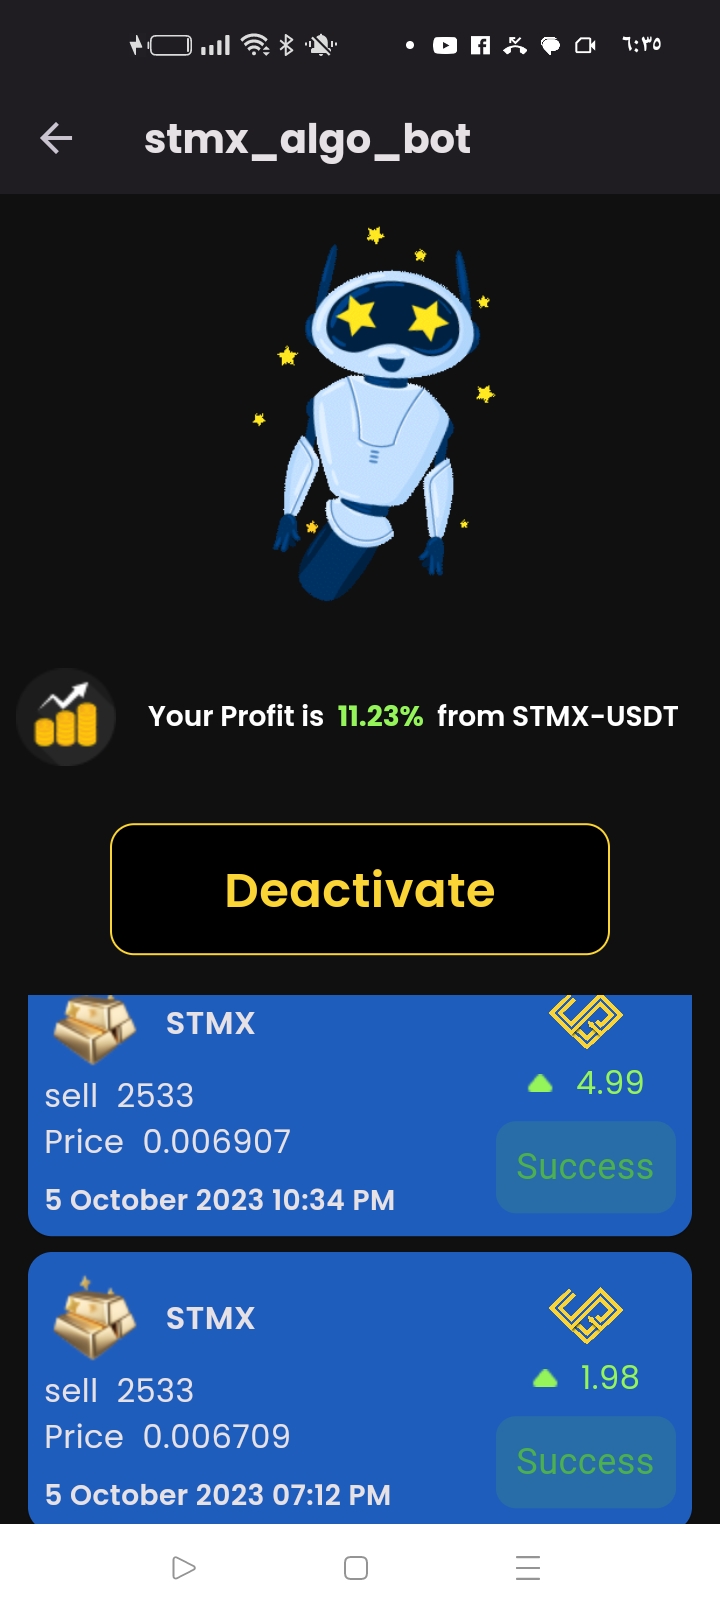 ٦:٣٥
stmx_algo_bot
Your Profit is 11.23% from STMX-USDT
Deactivate
STMX
sell 2533
4.99
Price 0.006907
Success
5 October 2023 10:34 PM
STMX
sell 2533
1.98
Price 0.006709
Success
5 October 2023 07:12 PM